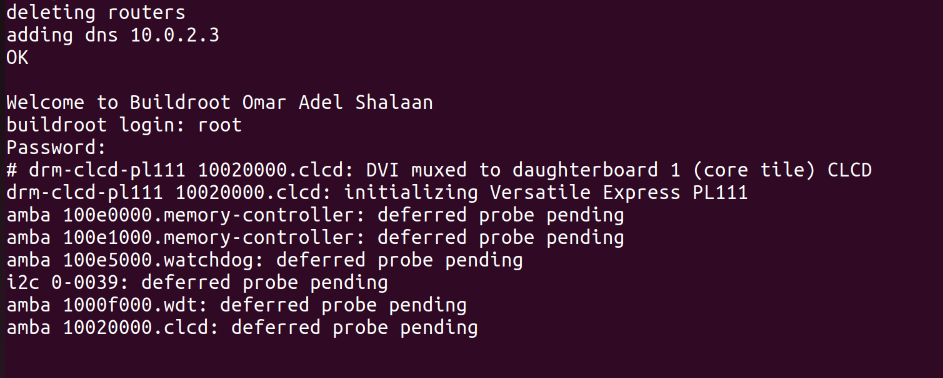 deleting routers
adding dns 10.0.2.3
OK
Welcome to Buildroot Omar Adel Shalaan
buildroot login: root
Password:
# drm-clcd-pl111 10020000.clcd: DVI muxed to daughterboard 1 (core tile) CLCD
drm-clcd-pl111 10020000.clcd: initializing Versatile Express PL111
amba 100e0000.memory-controller: deferred probe pending
amba 100e1000.memory-controller: deferred probe pending
amba 100e5000.watchdog: deferred probe pending
i2c 0-0039: deferred probe pending
amba 1000f000.wdt: deferred probe pending
amba 10020000.clcd: deferred probe pending